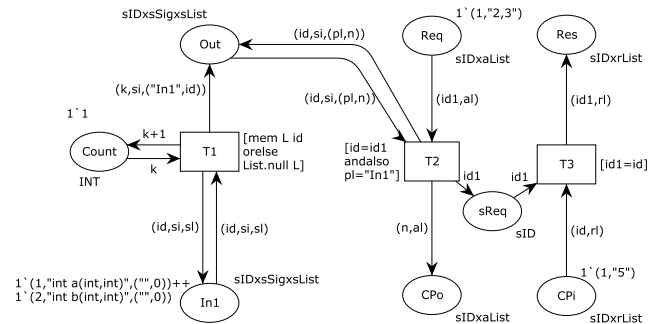 sIDxsSigxsList
Out
(k,si,("In1",id))
1`1
Count
INT
k+1
k
T1
[mem L id
orelse
List.null L]
(id,si,sl)
(id,si,sl)
1`(1,"int a(int,int)",("",0))++
1`(2,"int b(int,int)",("",0))
In1
sIDxsSigxsList
(id,si,(pl,n))
(id,si,(pl,n))
Req
1`(1,"2,3")
sIDxaList
(id1,al)
[id=id1
andalso
pl="In1"]
T2
id1
sReq
sID
id1
(n,al)
CPo
sIDxaList
Res
sIDxrList
(id1,rl)
T3
[id1=id]
(id,rl)
1`(1,"5")
CPi
sIDxrList